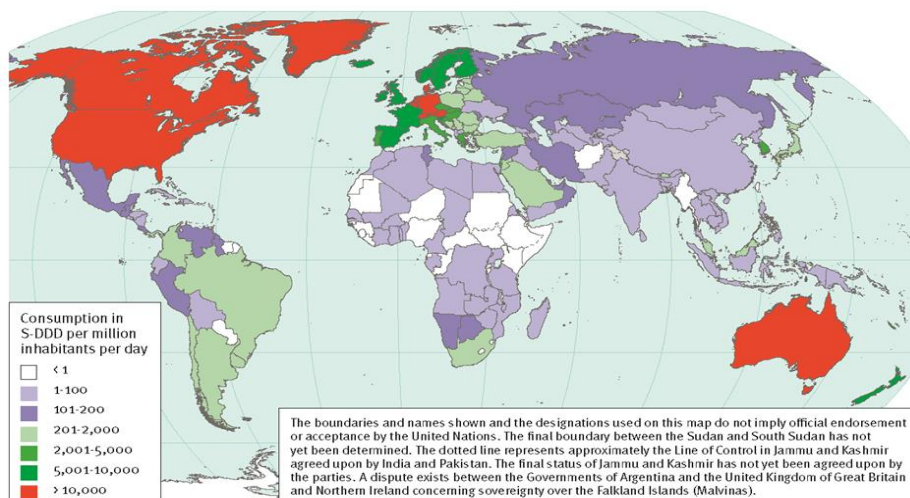 Consumption in
S-DDD per million
inhabitants per day
< 1
1-100
101-200
201-2,000
2,001-5,000
5,001-10,000
> 10,000
The boundaries and names shown and the designations used on this map do not imply official endorsement
or acceptance by the United Nations. The final boundary between the Sudan and South Sudan has not
yet been determined. The dotted line represents approximately the Line of Control in Jammu and Kashmir
agreed upon by India and Pakistan. The final status of Jammu and Kashmir has not yet been agreed upon by
the parties. A dispute exists between the Governments of Argentina and the United Kingdom of Great Britain
and Northern Ireland concerning sovereignty over the Falkland Islands (Malvinas).